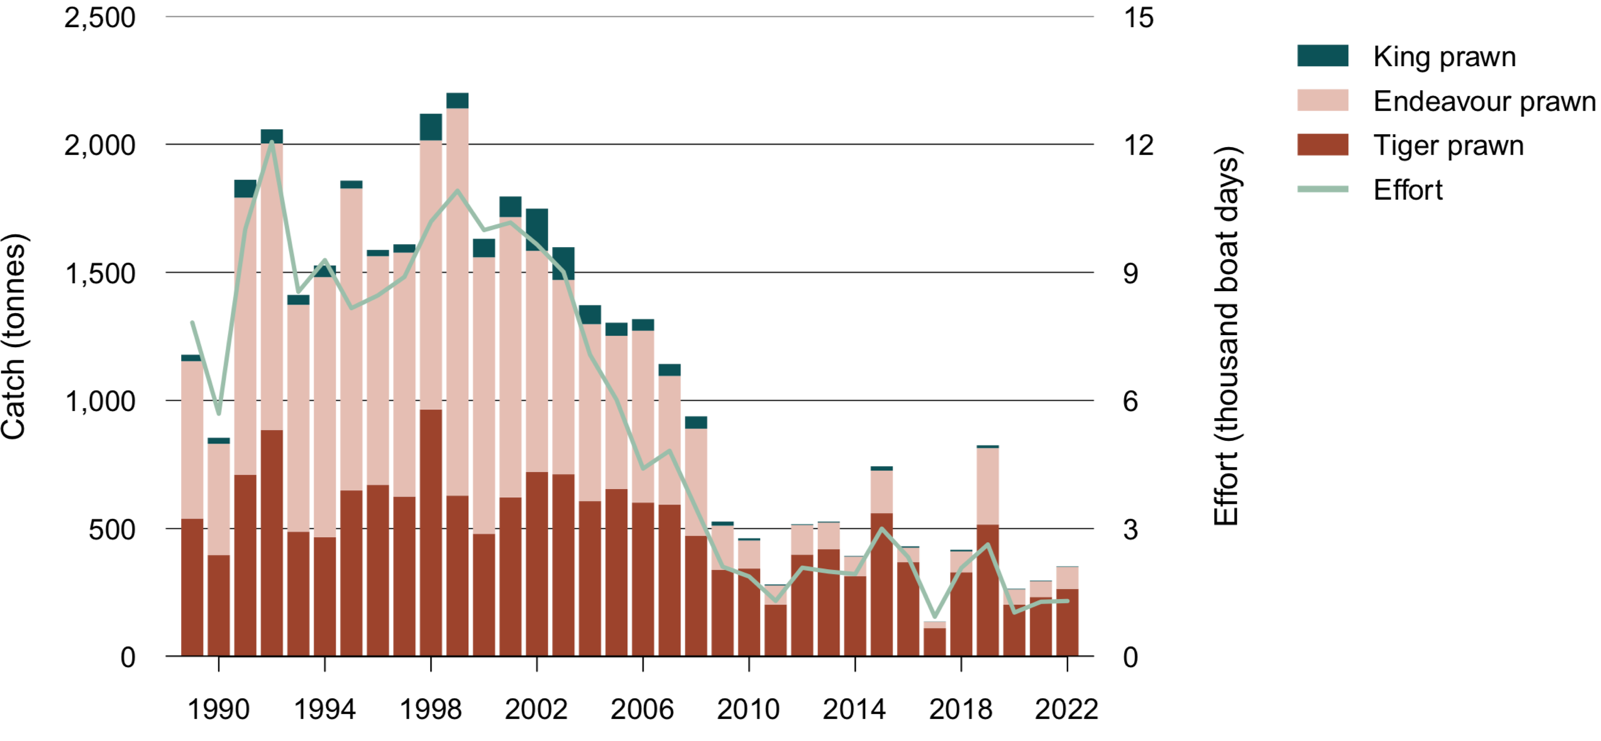 2,500
2,000
1,500
1,000
500
0
Catch (tonnes)
1990 1994 1998 2002 2006 2010 2014 2018 2022
15
12
9
6
3
0
Effort (thousand boat days)
King prawn
Endeavour prawn
Tiger prawn
Effort